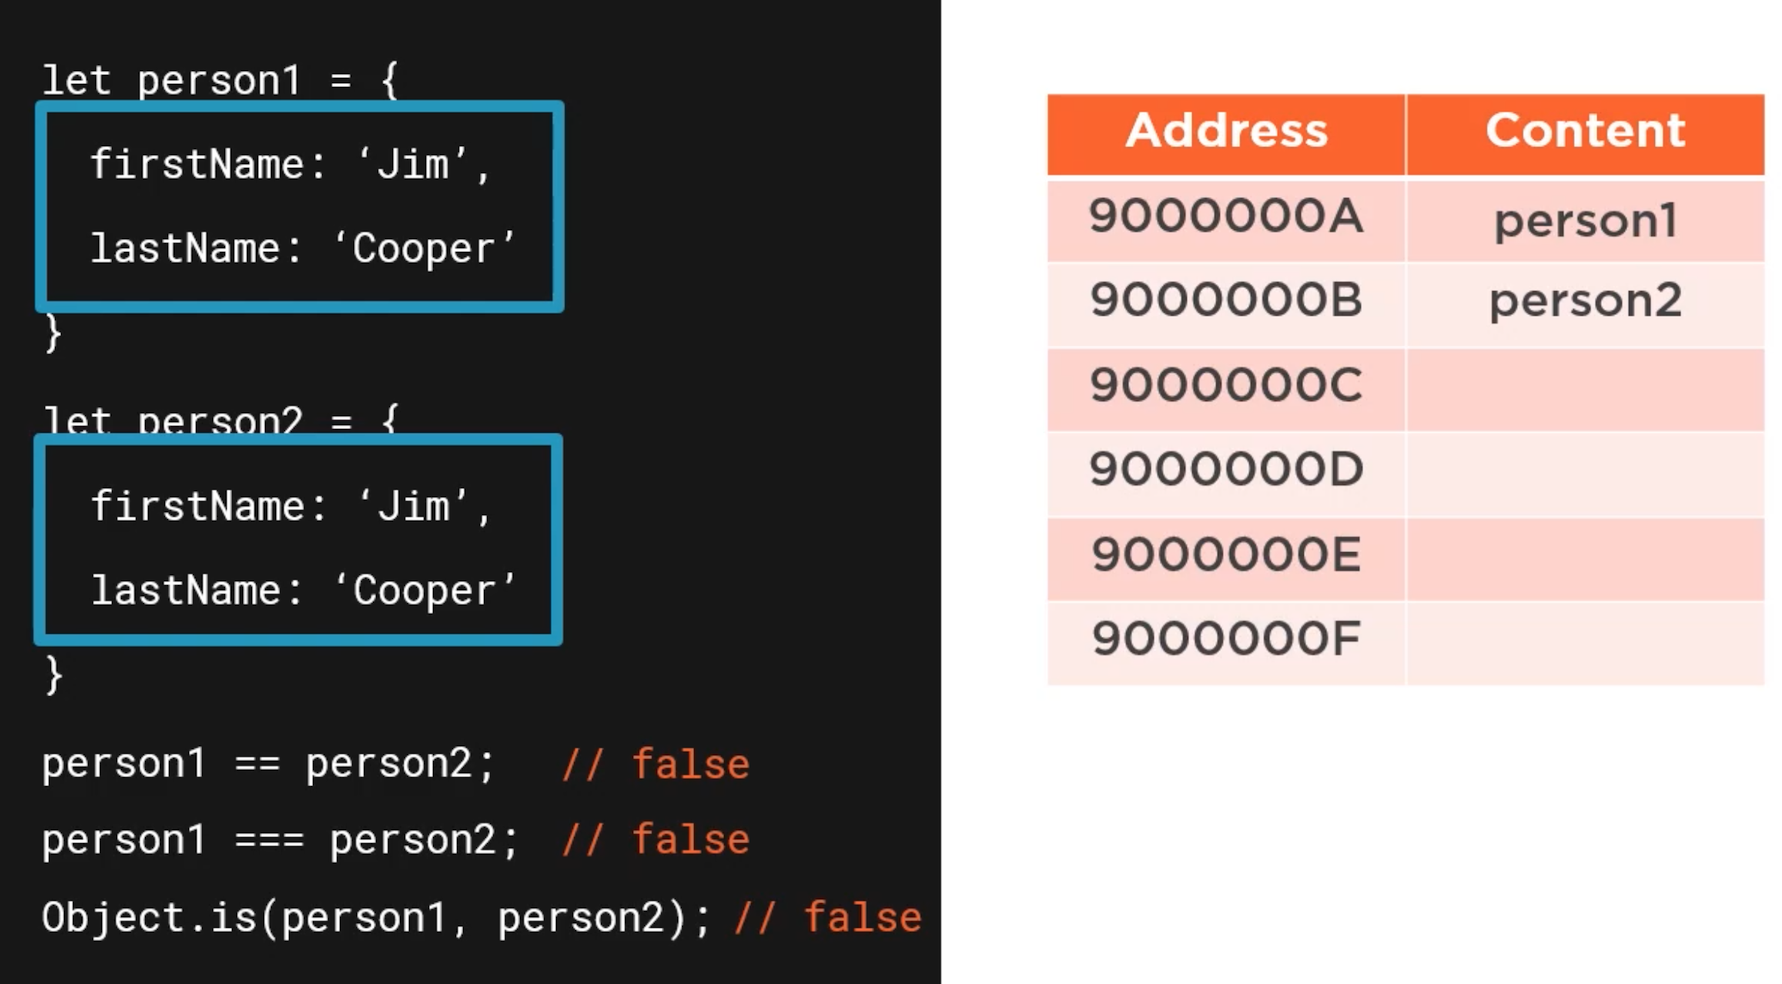 let person1 = {
firstName: ‘Jim’,
lastName: ‘Cooper’
}
let person2 = {
firstName: ‘Jim’,
lastName: ‘Cooper’
}
person1 == person2; // false
person1 === person2; // false
Object.is(person1, person2); // false
Address Content
9000000A person1
9000000B person2
9000000C
9000000D
9000000E
9000000F